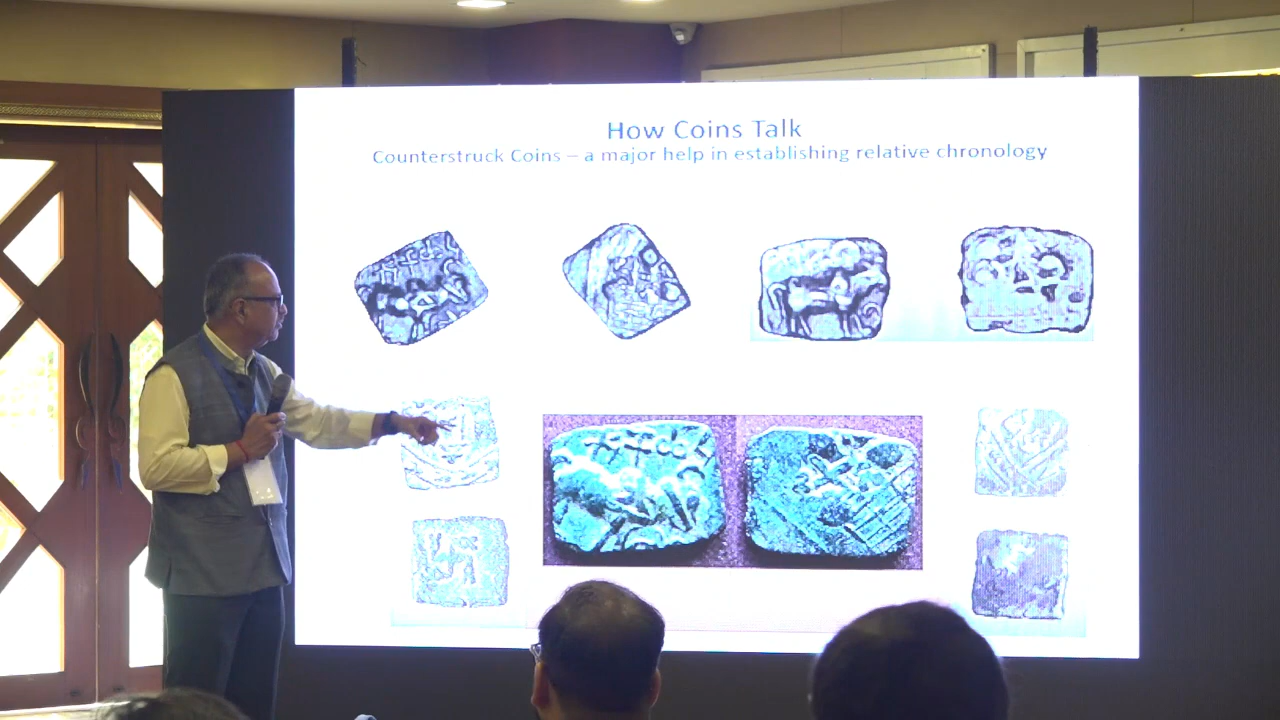 How Coins Talk
Counterstruck Coins – a major help in establishing relative chronology